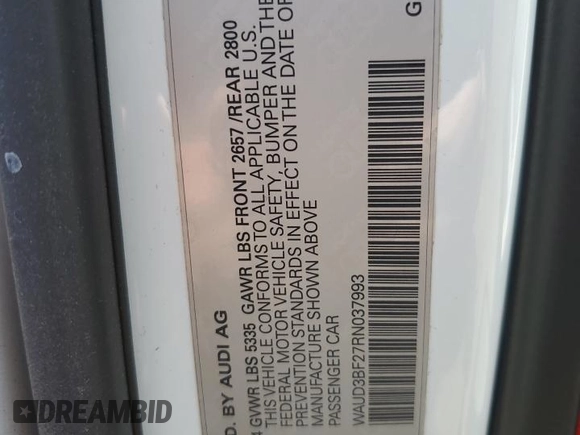 D. BY AUDI AG
4 GVWR LBS 5335 GAWR LBS FRONT 2657 /REAR 2800
THIS VEHICLE CONFORMS TO ALL APPLICABLE U.S.
FEDERAL MOTOR VEHICLE SAFETY, BUMPER AND THE
PREVENTION STANDARDS IN EFFECT ON THE DATE OF
MANUFACTURE SHOWN ABOVE
PASSENGER CAR
WAUD3BF27RN037993
G
DREAMBID